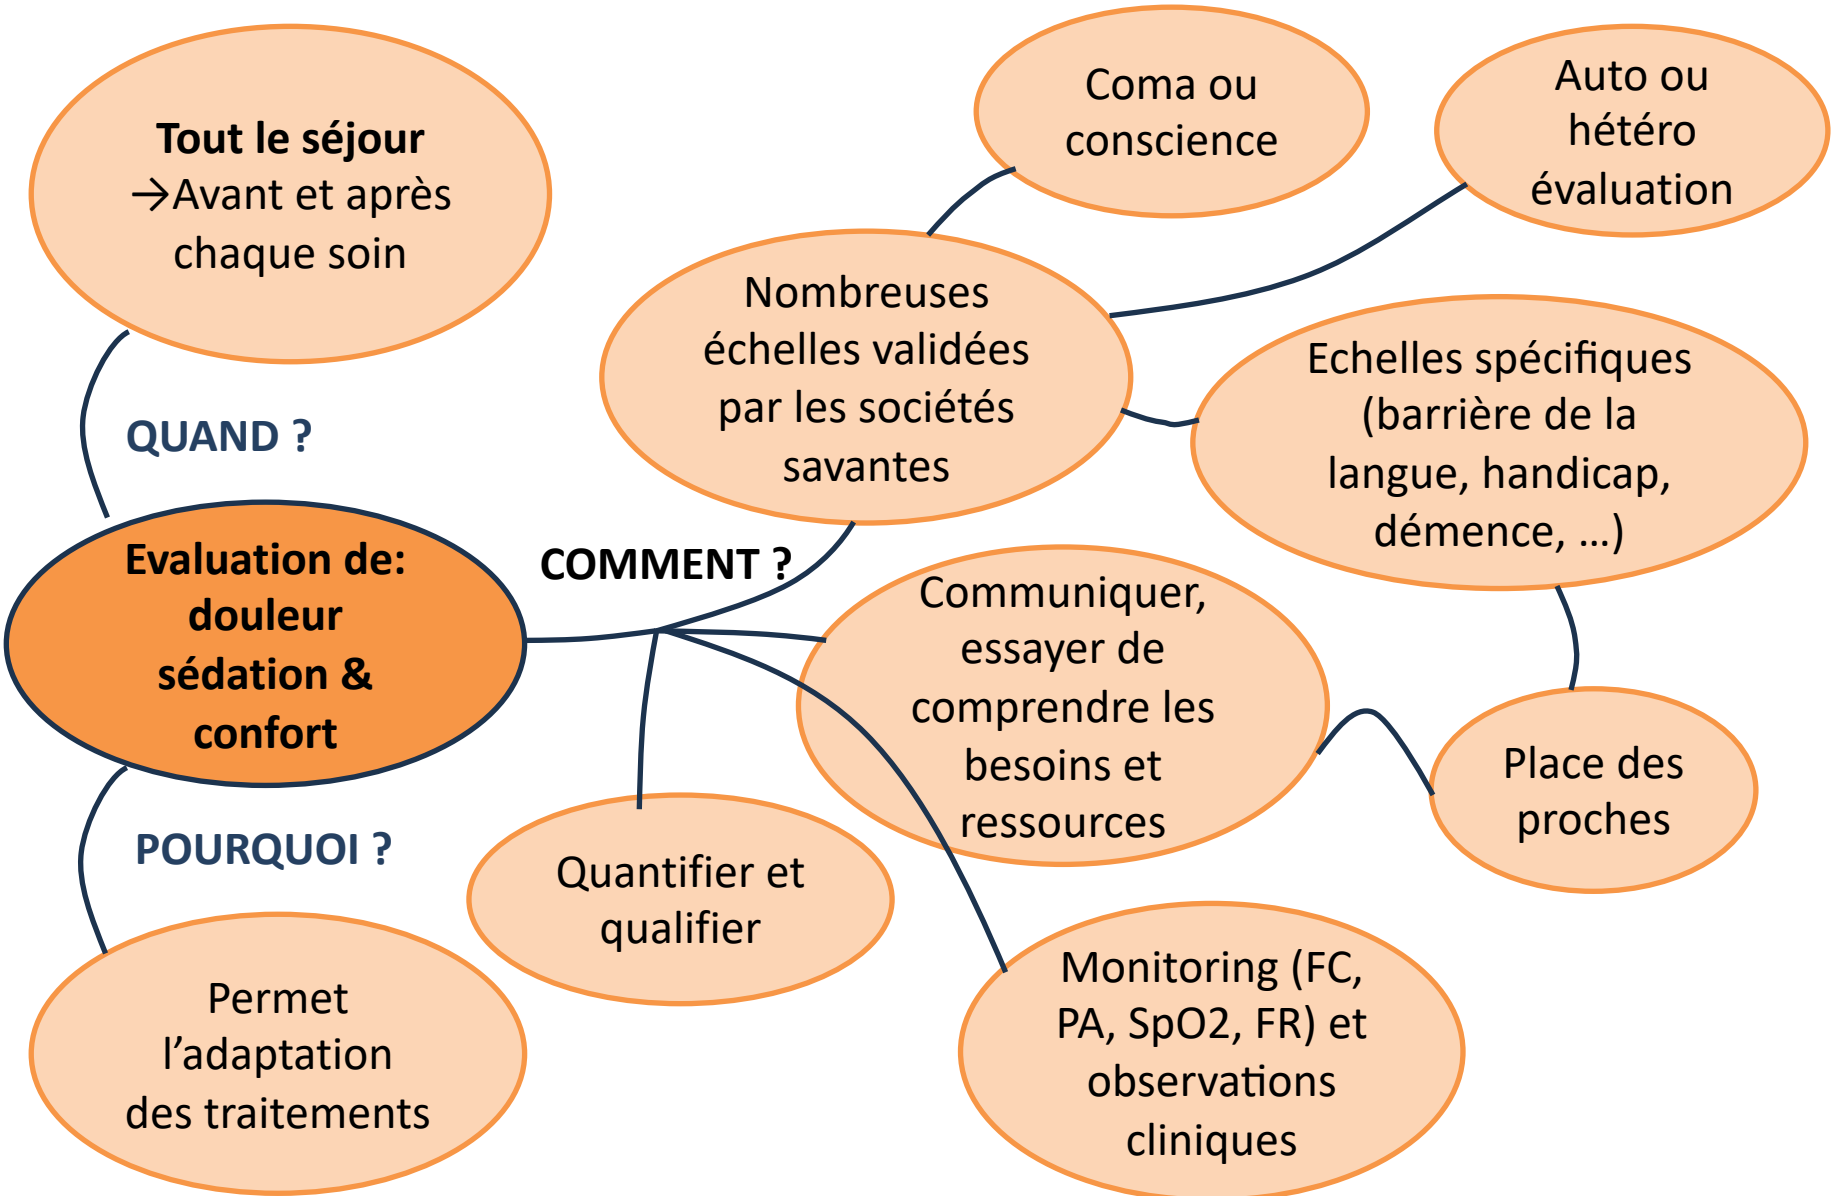 Tout le séjour
→Avant et après
chaque soin
QUAND ?
Evaluation de:
douleur
sédation &
confort
POURQUOI ?
Permet
l’adaptation
des traitements
COMMENT ?
Nombreuses
échelles validées
par les sociétés
savantes
Coma ou
conscience
Auto ou
hétéro
évaluation
Echelles spécifiques
(barrière de la
langue, handicap,
démence, …)
Communiquer,
essayer de
comprendre les
besoins et
ressources
Place des
proches
Quantifier et
qualifier
Monitoring (FC,
PA, SpO2, FR) et
observations
cliniques